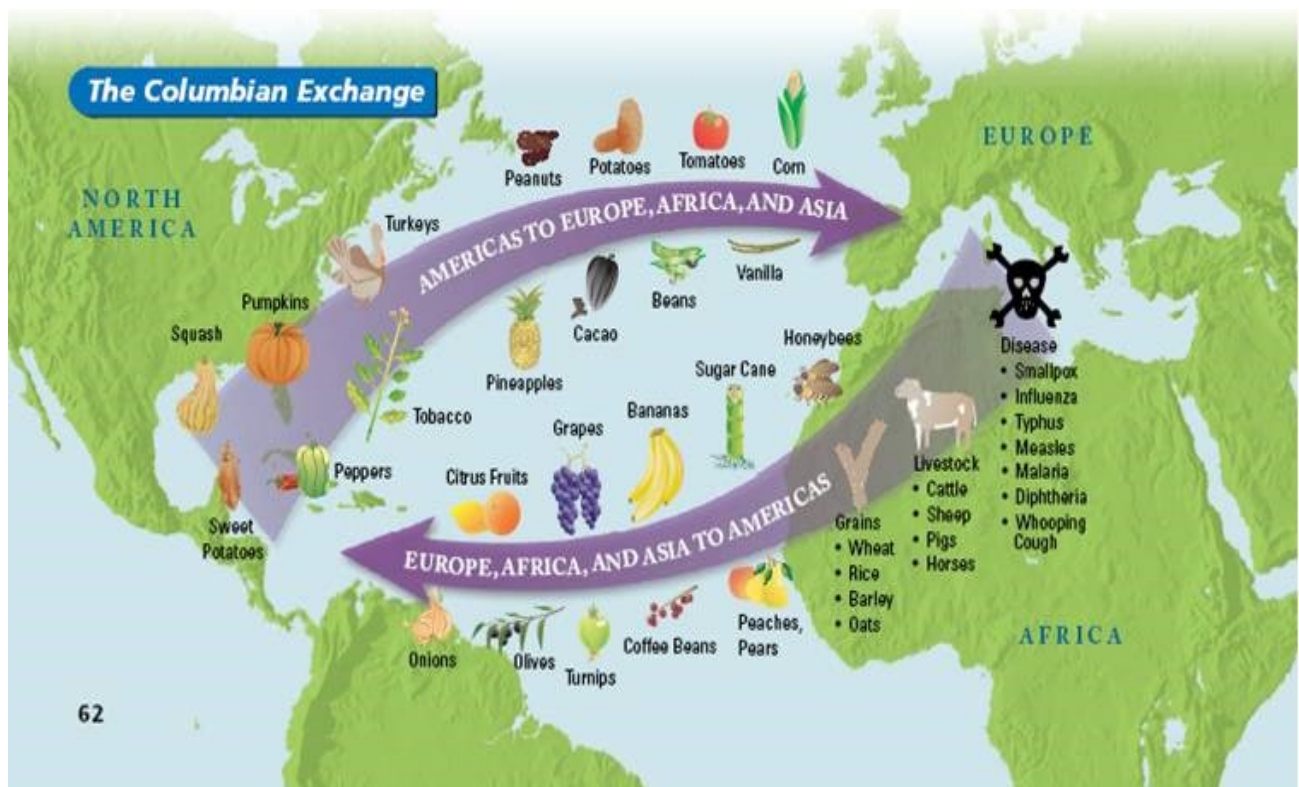 The Columbian Exchange
NORTH
AMERICA
EUROPE
Peanuts
Potatoes
Tomatoes
Corn
Turkeys
AMERICAS TO EUROPE, AFRICA, AND ASIA
Pumpkins
Squash
Vanilla
Beans
Cacao
Pineapples
Tobacco
Peppers
Sweet
Potatoes
Honeybees
Sugar Cane
Bananas
Grapes
Citrus Fruits
EUROPE, AFRICA, AND ASIA TO AMERICAS
Disease
• Smallpox
• Influenza
• Typhus
• Measles
• Malaria
• Diphtheria
• Whooping
Cough
Livestock
• Cattle
• Sheep
• Pigs
• Horses
Grains
• Wheat
• Rice
• Barley
• Oats
Onions
Olives
Turnips
Coffee Beans
Peaches,
Pears
AFRICA
62